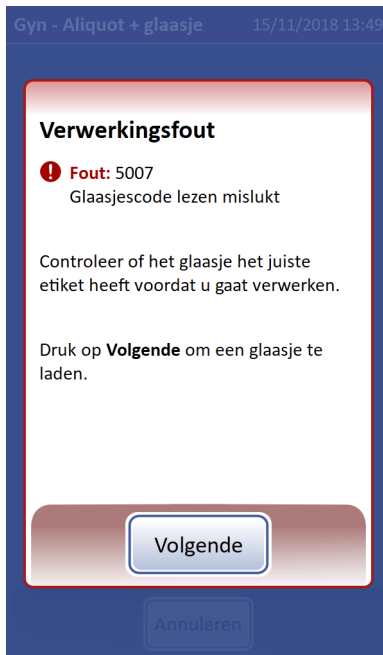 Gyn - Aliquot + glaasje 15/11/2018 13:49
Verwerkingsfout
Fout: 5007
Glaasjescode lezen mislukt
Controleer of het glaasje het juiste
etiket heeft voordat u gaat verwerken.
Druk op Volgende om een glaasje te
laden.
Volgende
Annuleren